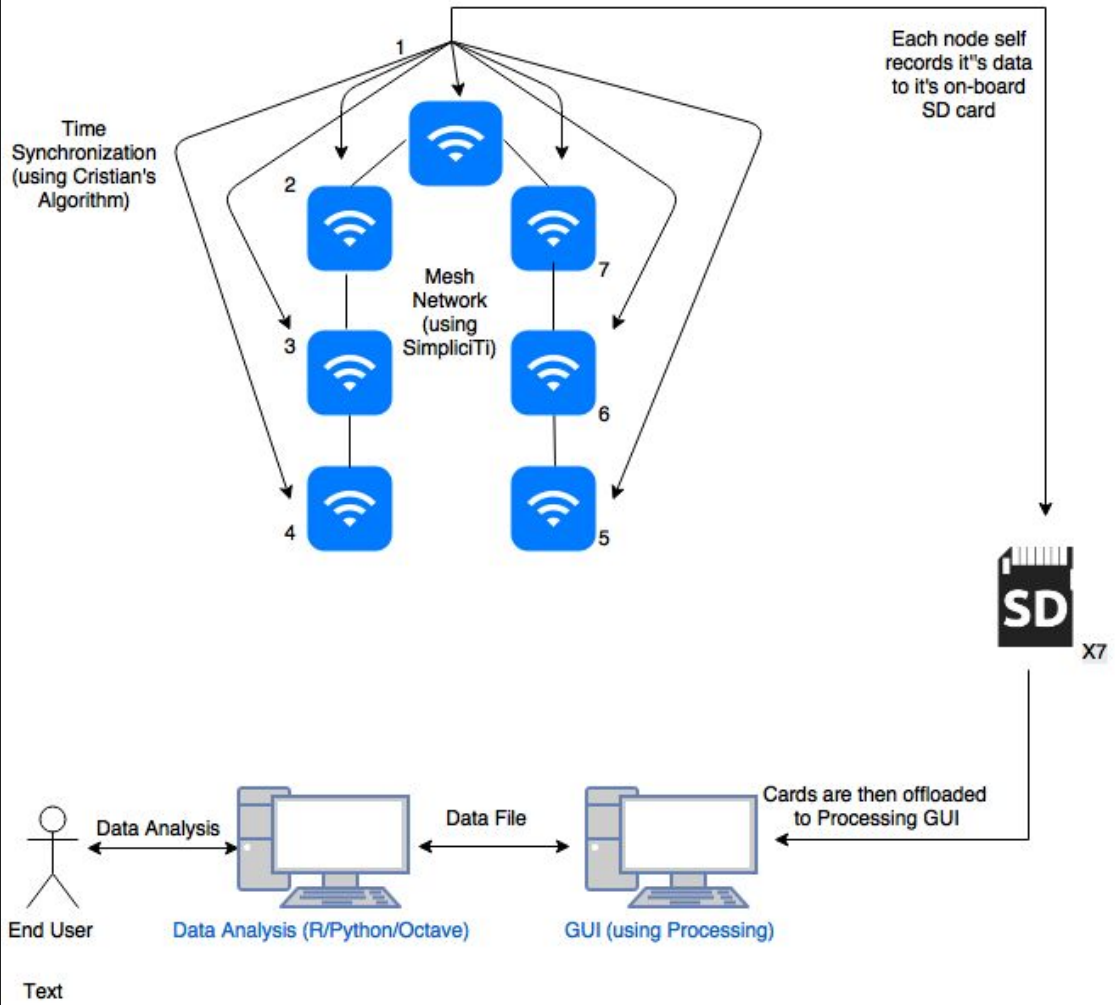 1
Each node self
records it"s data
to it's on-board
SD card
Time
Synchronization
(using Cristian's
Algorithm)
2
7
Mesh
Network
(using
SimpliciTi)
3
6
4
5
SD
X7
Cards are then offloaded
to Processing GUI
Data Analysis
Data File
End User
Data Analysis (R/Python/Octave)
GUI (using Processing)
Text